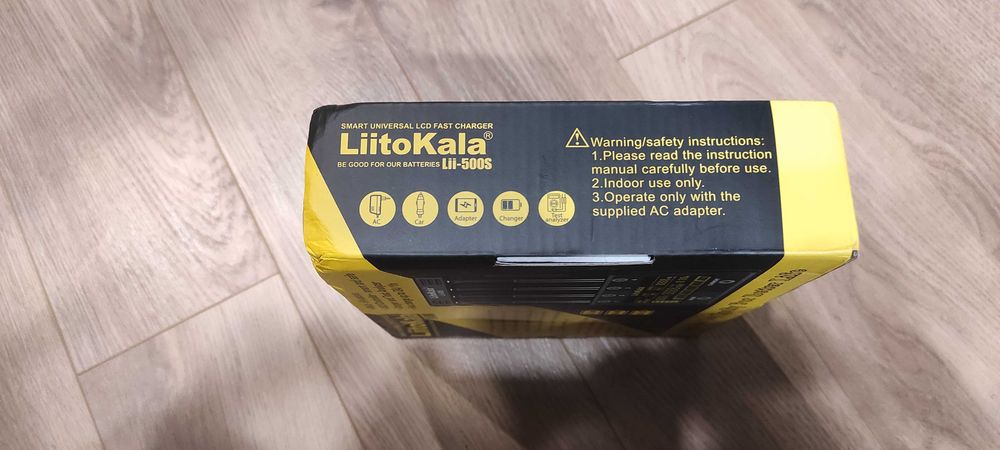 SMART UNIVERSAL LCD FAST CHARGER
LiitoKala®
BE GOOD FOR OUR BATTERIES Lii-500S
AC
Car
Adapter
Changer
Test
analyzer
Warning/safety instructions:
1.Please read the instruction
manual carefully before use.
2.Indoor use only.
3.Operate only with the
supplied AC adapter.